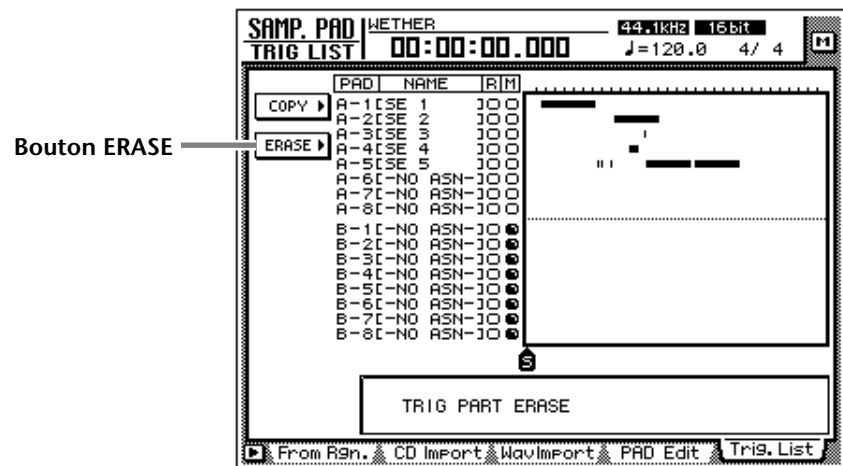 SAMP. PAD
TRIG LIST
WETHER
00:00:00.000
44.1kHz 16bit
♩=120.0 4/ 4
M
PAD NAME R M
COPY
ERASE
Bouton ERASE
A-1[SE 1 ]
A-2[SE 2 ]
A-3[SE 3 ]
A-4[SE 4 ]
A-5[SE 5 ]
A-6[-NO ASN-]
A-7[-NO ASN-]
A-8[-NO ASN-]
B-1[-NO ASN-]
B-2[-NO ASN-]
B-3[-NO ASN-]
B-4[-NO ASN-]
B-5[-NO ASN-]
B-6[-NO ASN-]
B-7[-NO ASN-]
B-8[-NO ASN-]
S
TRIG PART ERASE
From Rgn. CD Import WavImport PAD Edit Trig. List